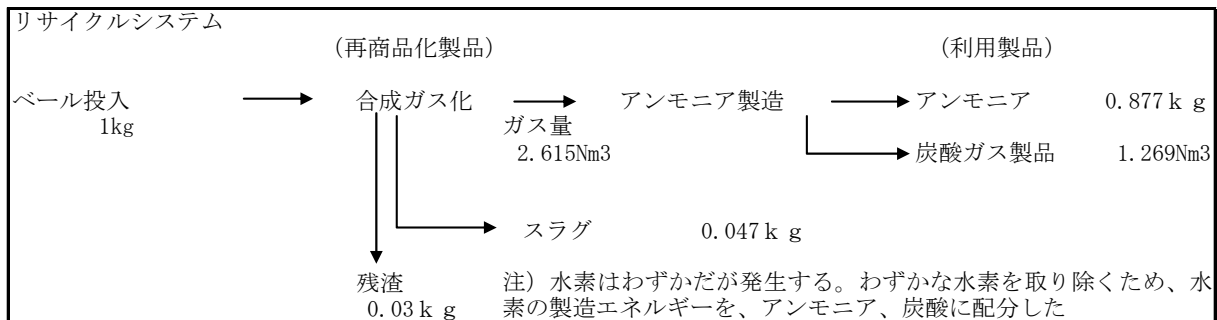 リサイクルシステム
(再商品化製品)
(利用製品)
ベール投入
1kg
合成ガス化
ガス量
2.615Nm3
アンモニア製造
アンモニア 0.877ｋｇ
炭酸ガス製品 1.269Nm3
スラグ 0.047ｋｇ
残渣
0.03ｋｇ
注）水素はわずかだが発生する。わずかな水素を取り除くため、水
素の製造エネルギーを、アンモニア、炭酸に配分した